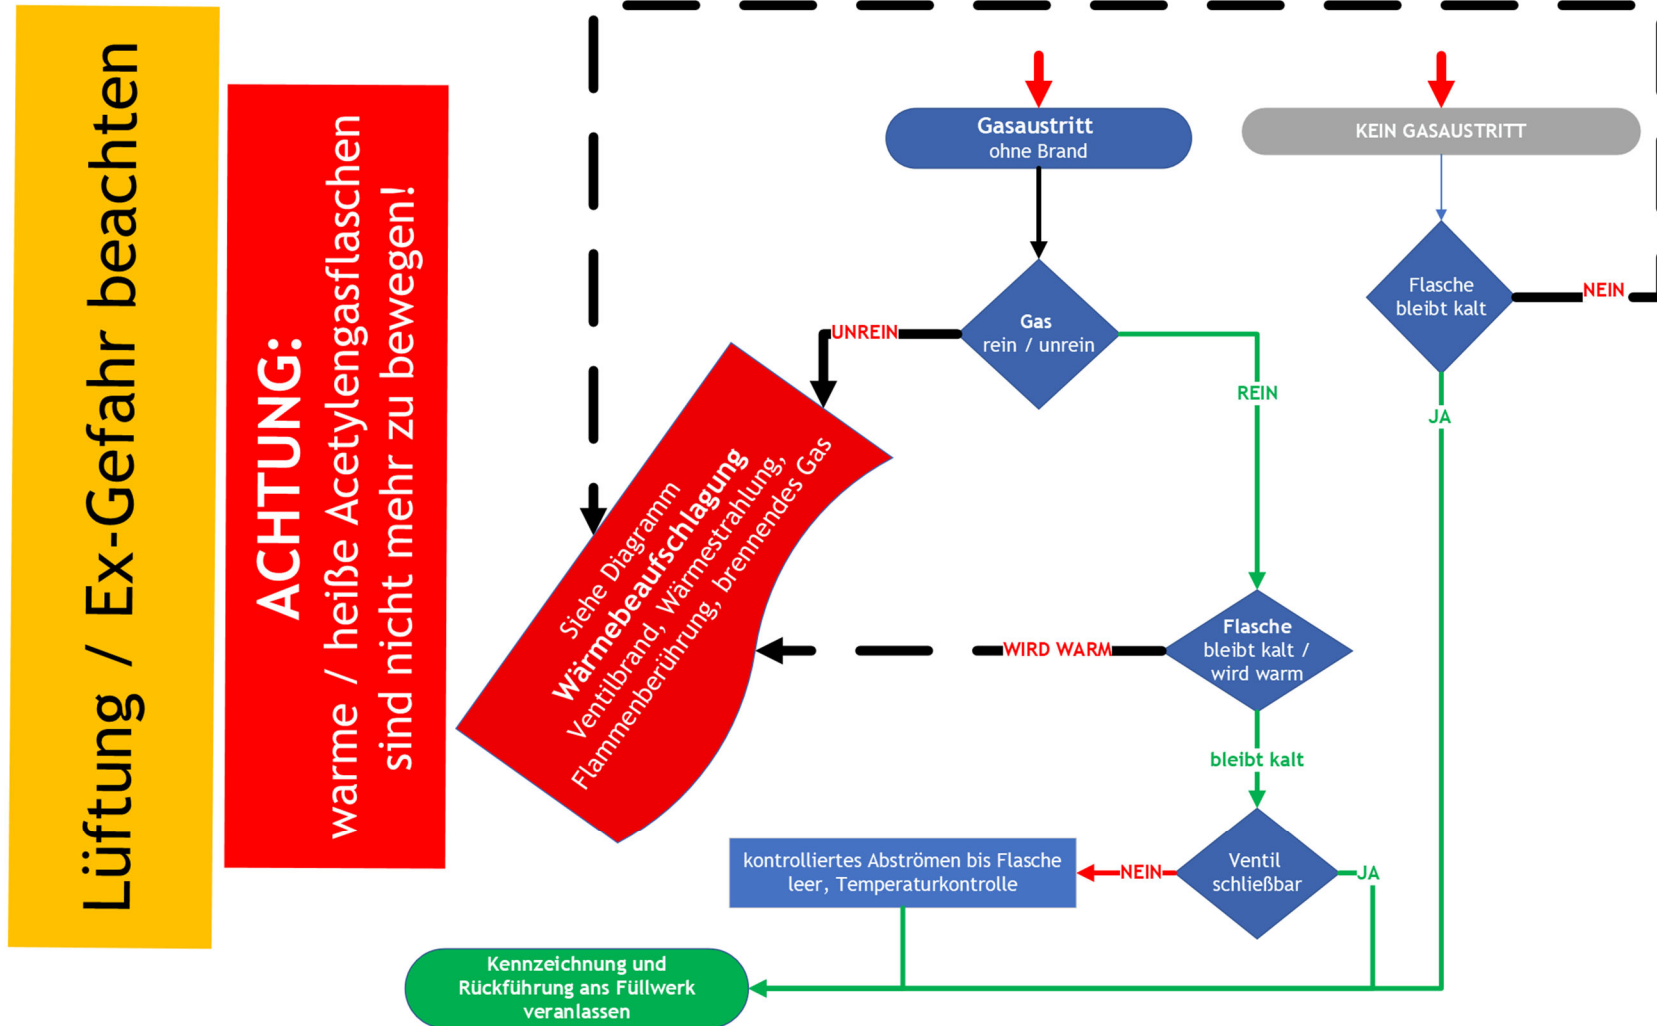 Lüftung / Ex-Gefahr beachten
ACHTUNG:
warme / heiße Acetylengasflaschen
sind nicht mehr zu bewegen!
Gasaustritt
ohne Brand
KEIN GASAUSTRITT
Flasche
bleibt kalt
NEIN
JA
Gas
rein / unrein
UNREIN
REIN
Siehe Diagramm
Wärmebeaufschlagung
Ventilbrand, Wärmestrahlung,
Flammenberührung, brennendes Gas
Flasche
bleibt kalt /
wird warm
WIRD WARM
bleibt kalt
Ventil
schließbar
NEIN
JA
kontrolliertes Abströmen bis Flasche
leer, Temperaturkontrolle
Kennzeichnung und
Rückführung ans Füllwerk
veranlassen